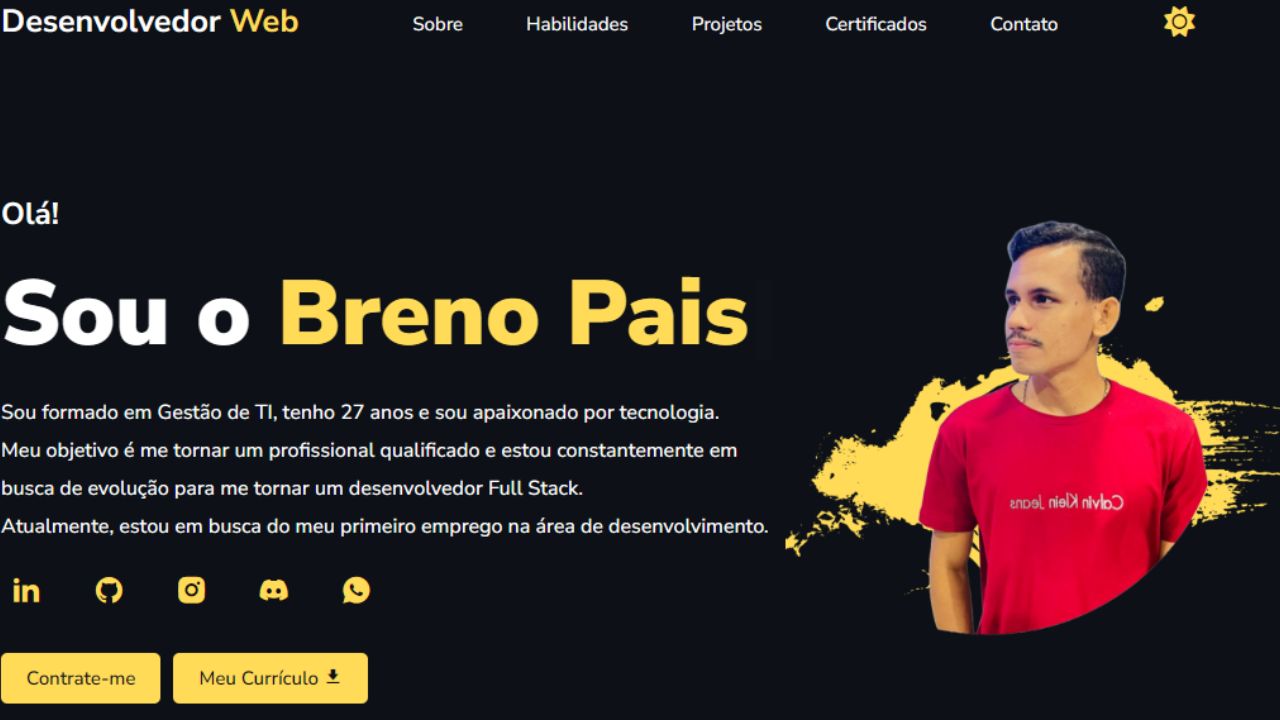 Desenvolvedor Web
Sobre
Habilidades
Projetos
Certificados
Contato
Olá!
Sou o Breno Pais
Sou formado em Gestão de TI, tenho 27 anos e sou apaixonado por tecnologia.
Meu objetivo é me tornar um profissional qualificado e estou constantemente em
busca de evolução para me tornar um desenvolvedor Full Stack.
Atualmente, estou em busca do meu primeiro emprego na área de desenvolvimento.
Calvin Klein Jeans
in
Contrate-me
Meu Currículo